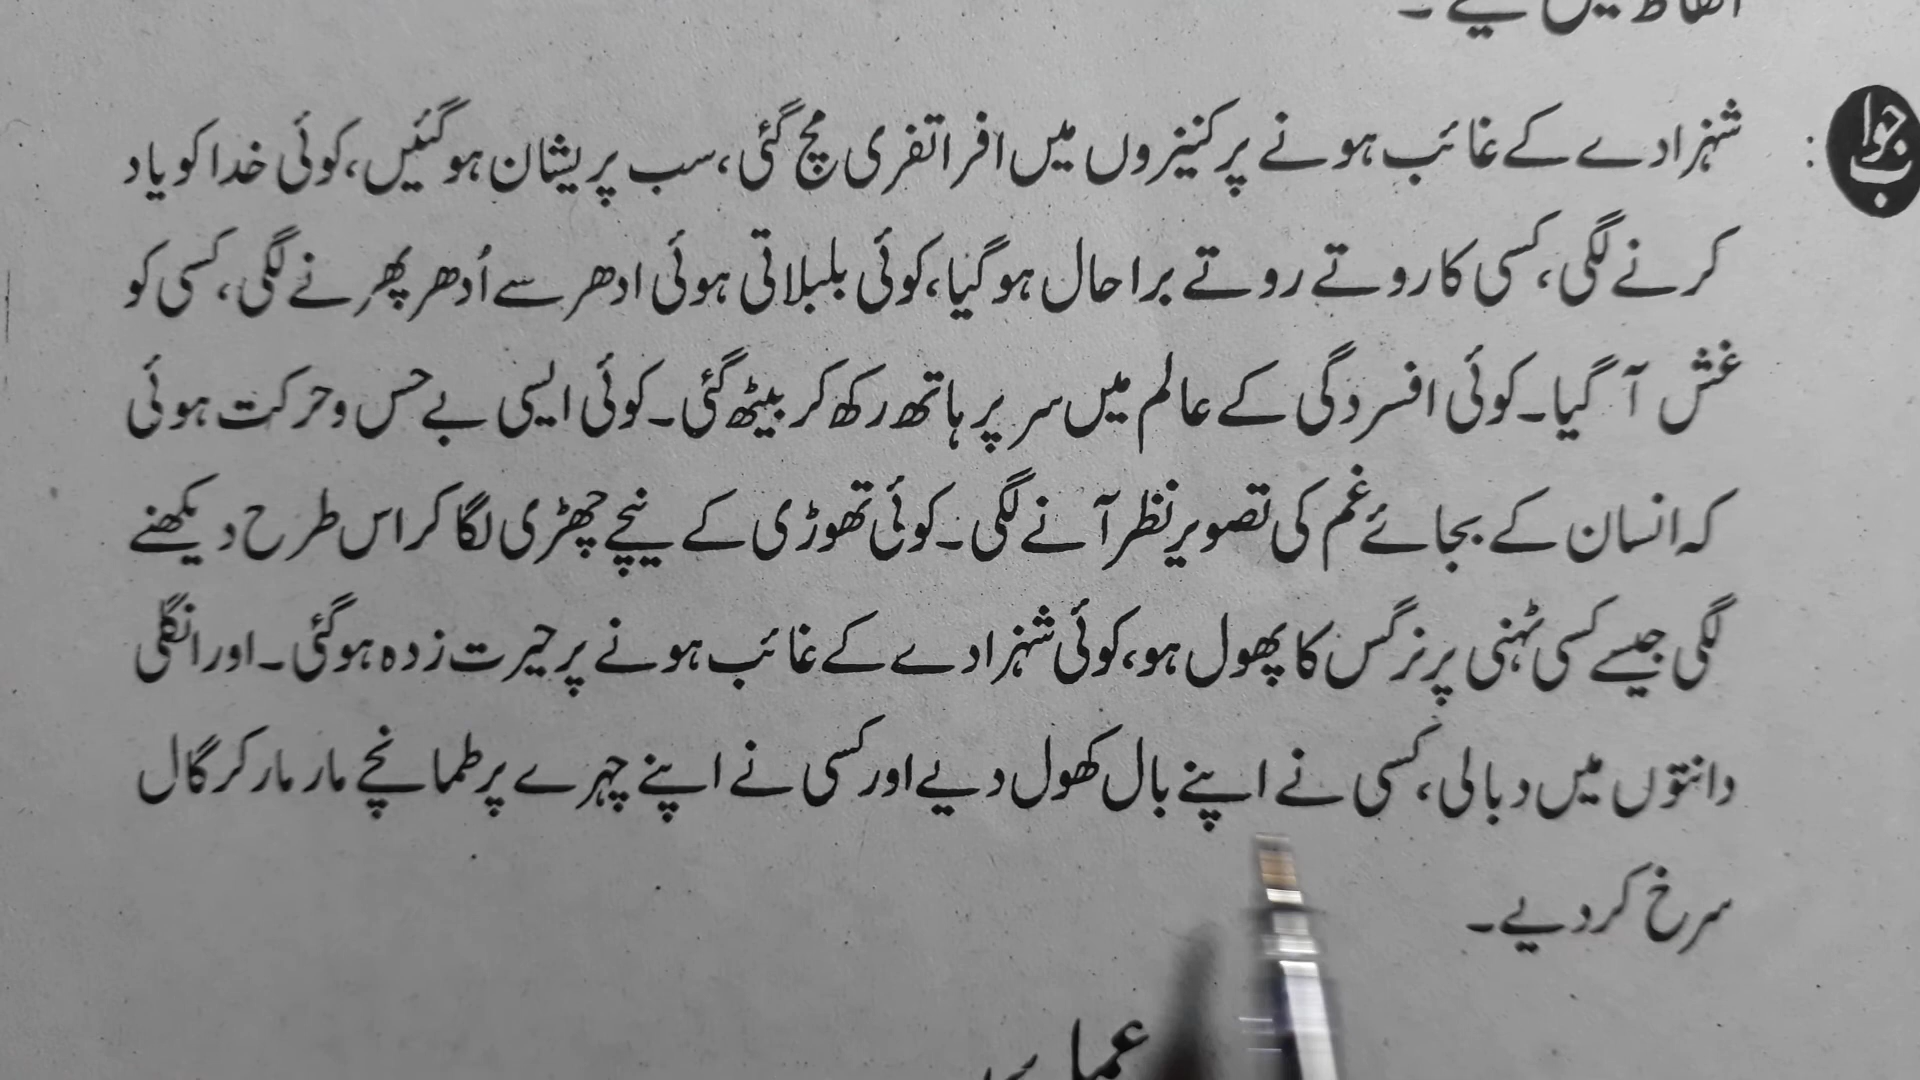 الفاظ میں ہے۔
جواب : شہزادے کے غائب ہونے پر کنیزوں میں افراتفری مچ گئی، سب پریشان ہوگئیں، کوئی خدا کو یاد
کرنے لگی، کسی کا روتے روتے برا حال ہوگیا، کوئی بلبلاتی ہوئی ادھر سے اُدھر پھرنے لگی، کسی کو
غش آ گیا۔ کوئی افسردگی کے عالم میں سر پر ہاتھ رکھ کر بیٹھ گئی۔ کوئی ایسی بے حس و حرکت ہوئی
کہ انسان کے بجائے غم کی تصویر نظر آنے لگی۔ کوئی تھوڑی کے نیچے چھڑی لگا کر اس طرح دیکھنے
لگی جیسے کسی ٹہنی پر نرگس کا پھول ہو، کوئی شہزادے کے غائب ہونے پر حیرت زدہ ہوگئی۔ اور انگلی
دانتوں میں دبالی، کسی نے اپنے بال کھول دیے اور کسی نے اپنے چہرے پر طمانچے مار مار کر گال
سرخ کردیے۔